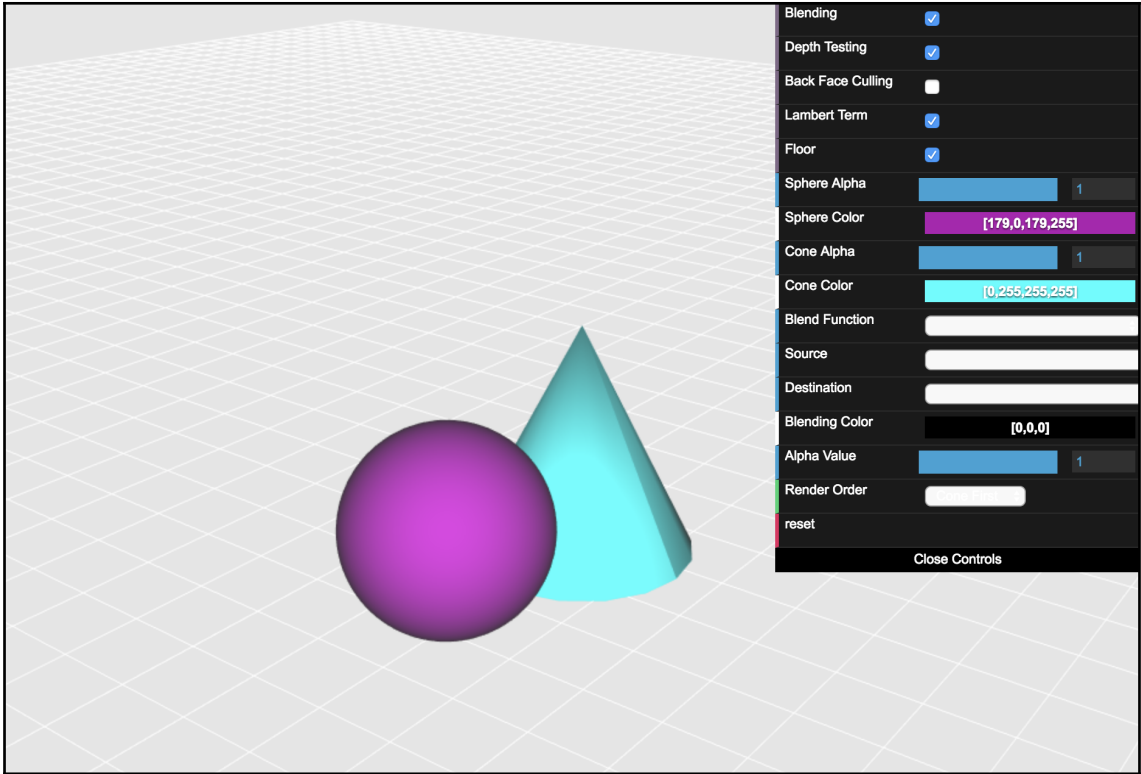 Blending
Depth Testing
Back Face Culling
Lambert Term
Floor
Sphere Alpha 1
Sphere Color [179,0,179,255]
Cone Alpha 1
Cone Color [0,255,255,255]
Blend Function
Source
Destination
Blending Color [0,0,0]
Alpha Value 1
Render Order Cone First
reset
Close Controls